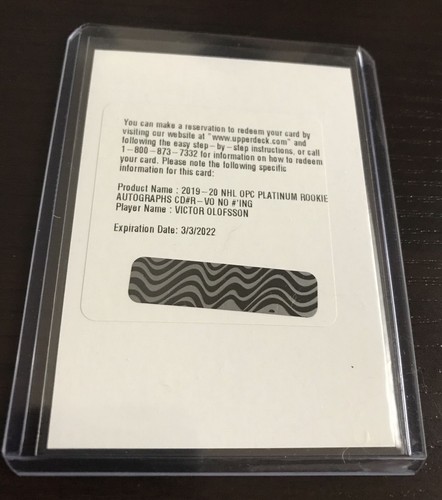 You can make a reservation to redeem your card by
visiting our website at "www.upperdeck.com" and
following the easy step-by-step instructions, or call
1-800-873-7332 for information on how to redeem
your card. Please note the following specific
information for this card:
Product Name : 2019-20 NHL OPC PLATINUM ROOKIE
AUTOGRAPHS CD#R-VO NO #'ING
Player Name : VICTOR OLOFSSON
Expiration Date: 3/3/2022